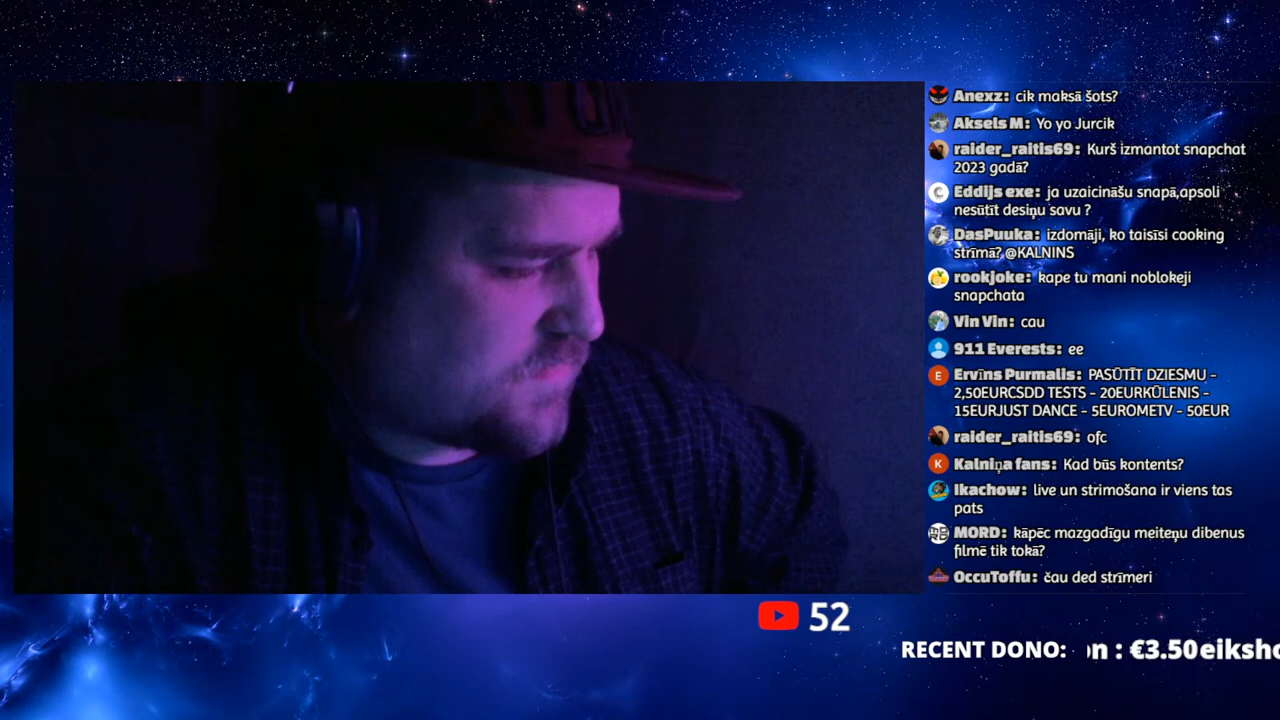 Anexz: cik maksā šots?
Aksels M: Yo yo Jurcik
raider_raitis69: Kurš izmantot snapchat
2023 gadā?
Eddijs exe: ja uzaicināšu snapā,apsoli
nesūtīt desiņu savu ?
DasPuuka: izdomāji, ko taisīsi cooking
strīmā? @KALNINS
rookjoke: kape tu mani noblokeji
snapchata
Vin Vin: cau
911 Everests: ee
E
Ervīns Purmalis: PASŪTĪT DZIESMU -
2,50EURCSDD TESTS - 20EURKŪLENIS -
15EURJUST DANCE - 5EUROMETV - 50EUR
raider_raitis69: ofc
K
Kalniņa fans: Kad būs kontents?
Ikachow: live un strimošana ir viens tas
pats
MORD: kāpēc mazgadīgu meiteņu dibenus
filmē tik tokā?
OccuToffu: čau ded strīmeri
52
RECENT DONO: n : €3.50 eiksho